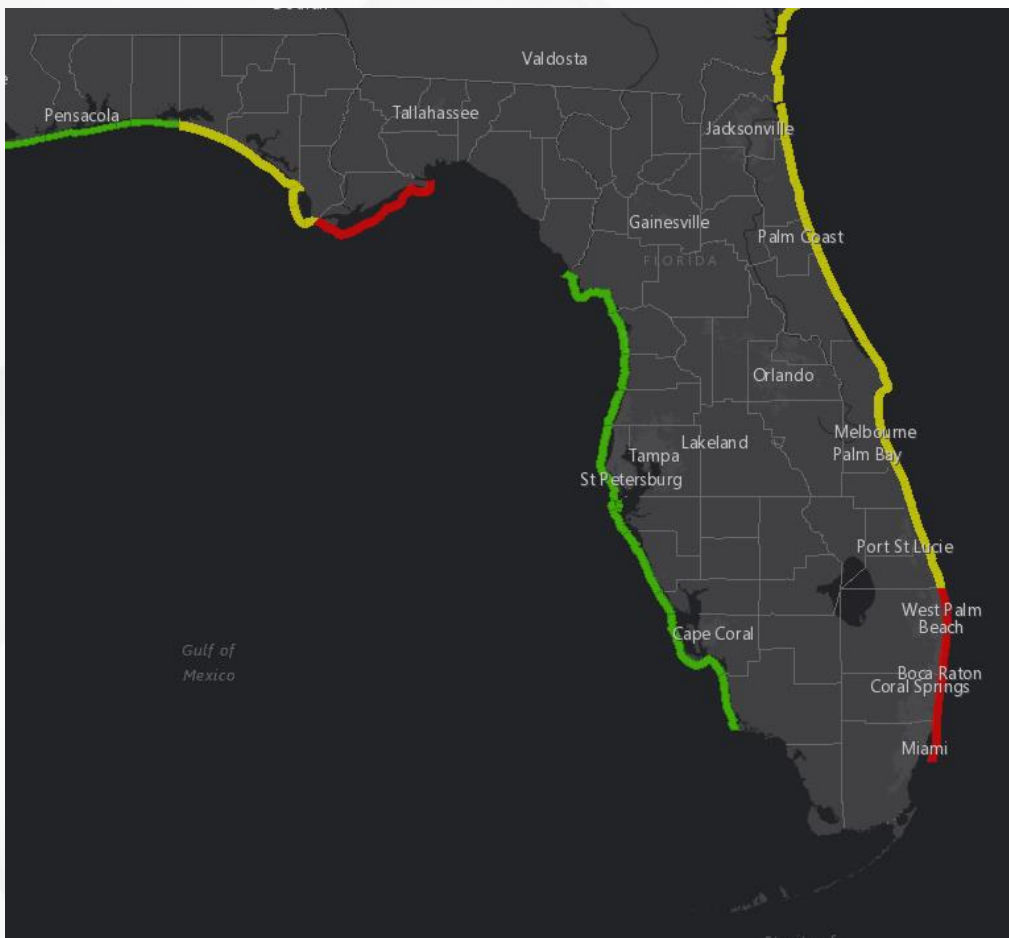 Valdosta
Pensacola
Tallahassee
Jacksonville
Gainesville
Palm Coast
FLORIDA
Orlando
Melbourne
Lakeland
Palm Bay
Tampa
St Petersburg
Port St Lucie
West Palm
Beach
Cape Coral
Gulf of
Mexico
Boca Raton
Coral Springs
Miami